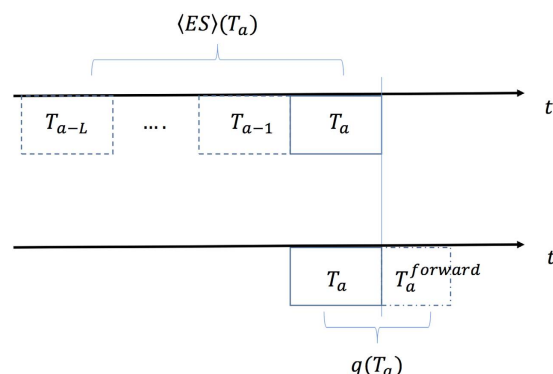 ⟨ES⟩(T_a)
T_{a-L} .... T_{a-1} T_a
t
t
T_a T_a^{forward}
q(T_a)